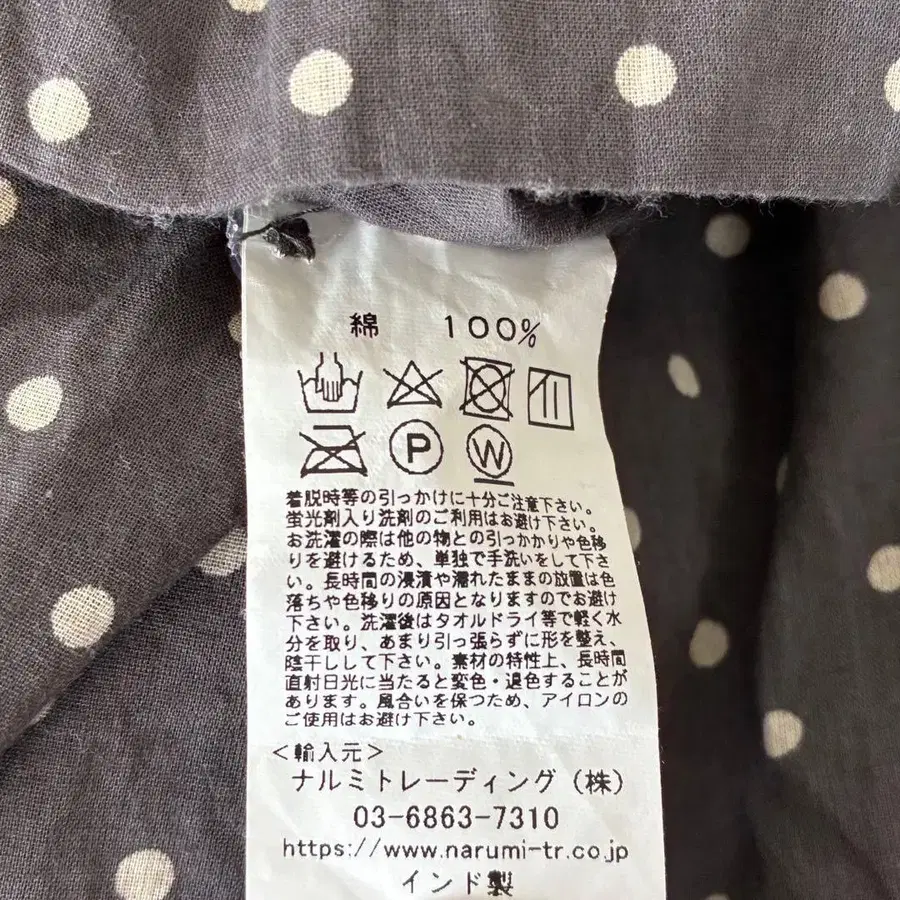 綿 100%
P W
着脱時等の引っかけに十分ご注意下さい。
蛍光剤入り洗剤のご利用はお避け下さい。
お洗濯の際は他の物との引っかかりや色移
りを避けるため、単独で手洗いをして下さ
い。長時間の浸漬や濡れたままの放置は色
落ちや色移りの原因となりますのでお避け
下さい。洗濯後はタオルドライ等で軽く水
分を取り、あまり引っ張らずに形を整え、
陰干しして下さい。素材の特性上、長時間
直射日光に当たると変色・退色することが
あります。風合いを保つため、アイロンの
ご使用はお避け下さい。
<輸入元>
ナルミトレーディング(株)
03-6863-7310
https://www.narumi-tr.co.jp
インド製